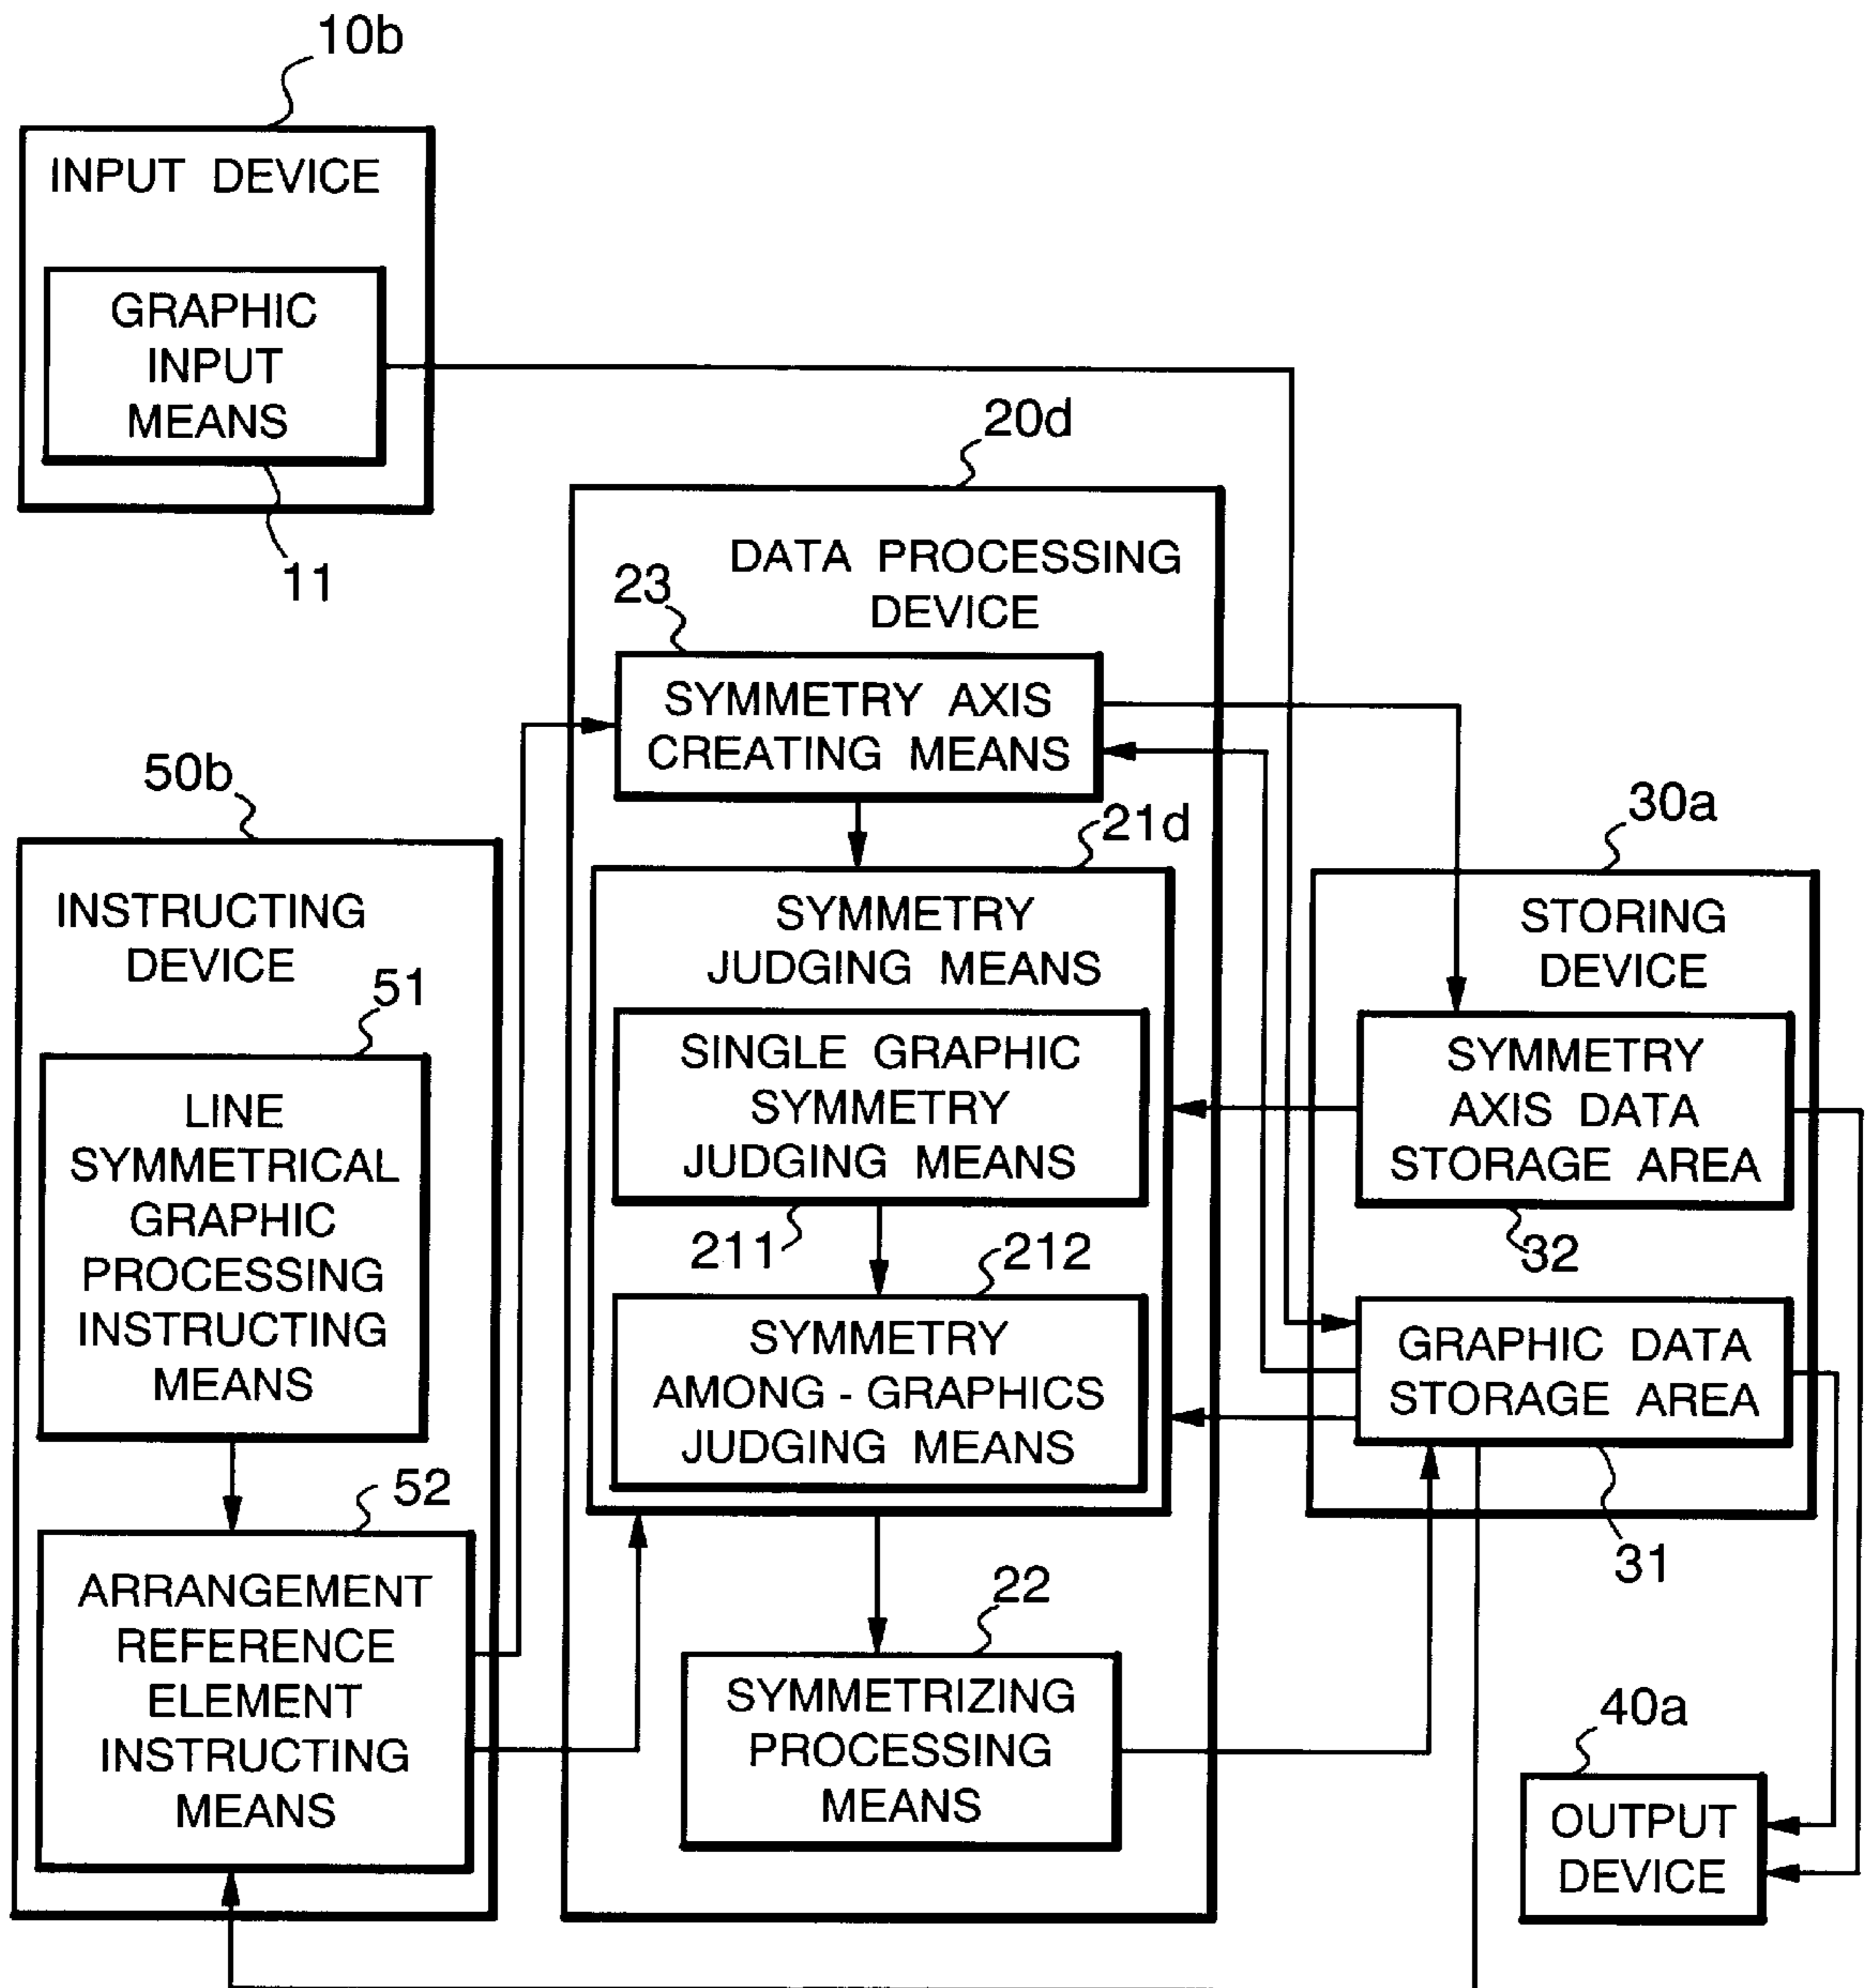 10b
INPUT DEVICE
GRAPHIC
INPUT
MEANS
11
20d
DATA PROCESSING
DEVICE
23
SYMMETRY AXIS
CREATING MEANS
50b
INSTRUCTING
DEVICE
51
LINE
SYMMETRICAL
GRAPHIC
PROCESSING
INSTRUCTING
MEANS
52
ARRANGEMENT
REFERENCE
ELEMENT
INSTRUCTING
MEANS
21d
SYMMETRY
JUDGING MEANS
SINGLE GRAPHIC
SYMMETRY
JUDGING MEANS
211
212
SYMMETRY
AMONG - GRAPHICS
JUDGING MEANS
22
SYMMETRIZING
PROCESSING
MEANS
30a
STORING
DEVICE
SYMMETRY
AXIS DATA
STORAGE AREA
32
GRAPHIC DATA
STORAGE AREA
31
40a
OUTPUT
DEVICE